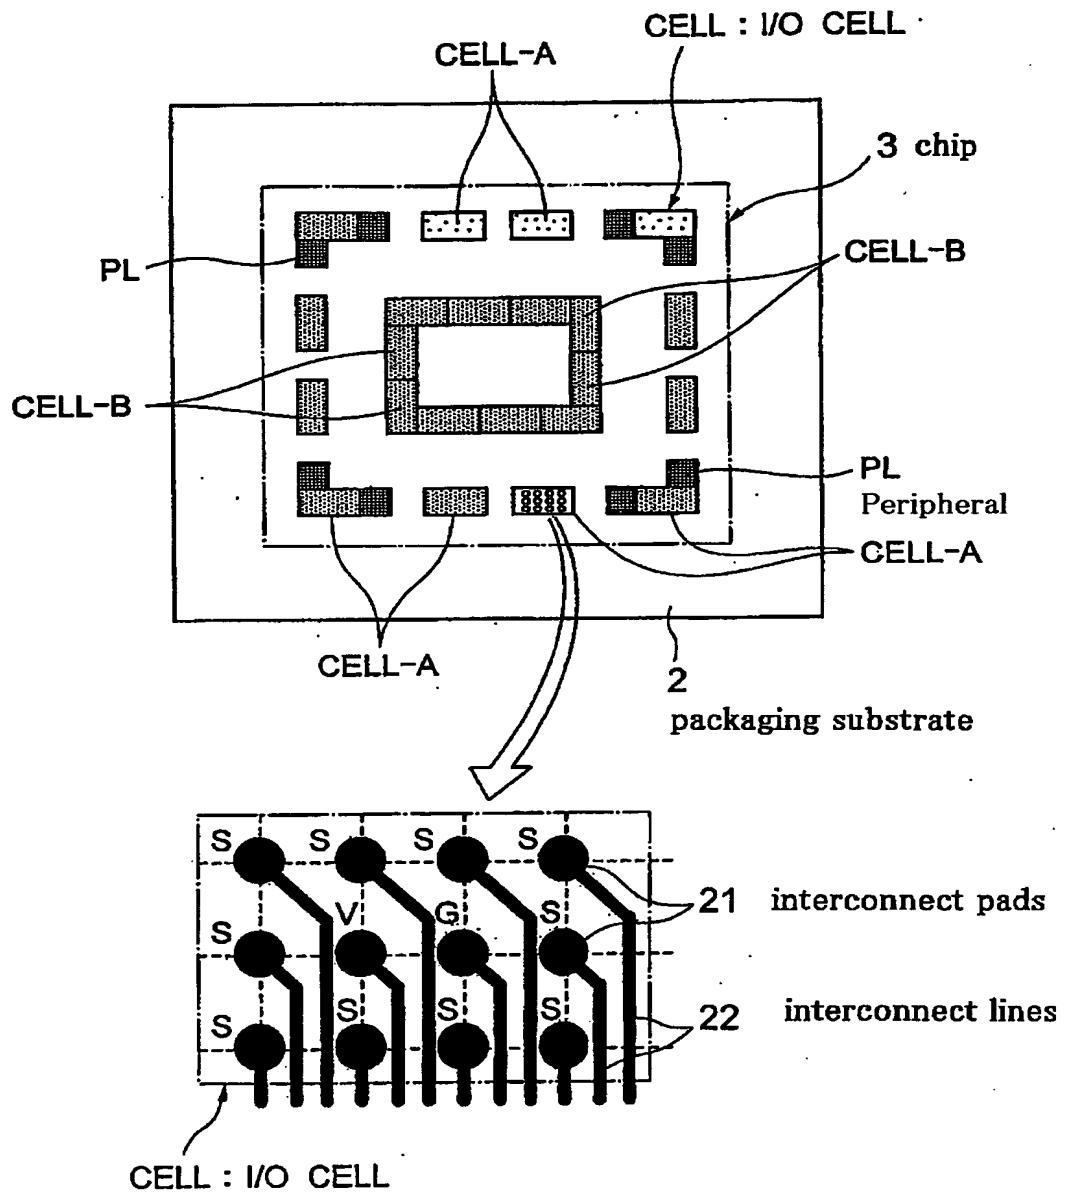 CELL : I/O CELL
CELL-A
3 chip
CELL-B
PL
CELL-B
PL
Peripheral
CELL-A
CELL-A
2
packaging substrate
S S S S
21 interconnect pads
S V G S
S S S S
22 interconnect lines
CELL : I/O CELL